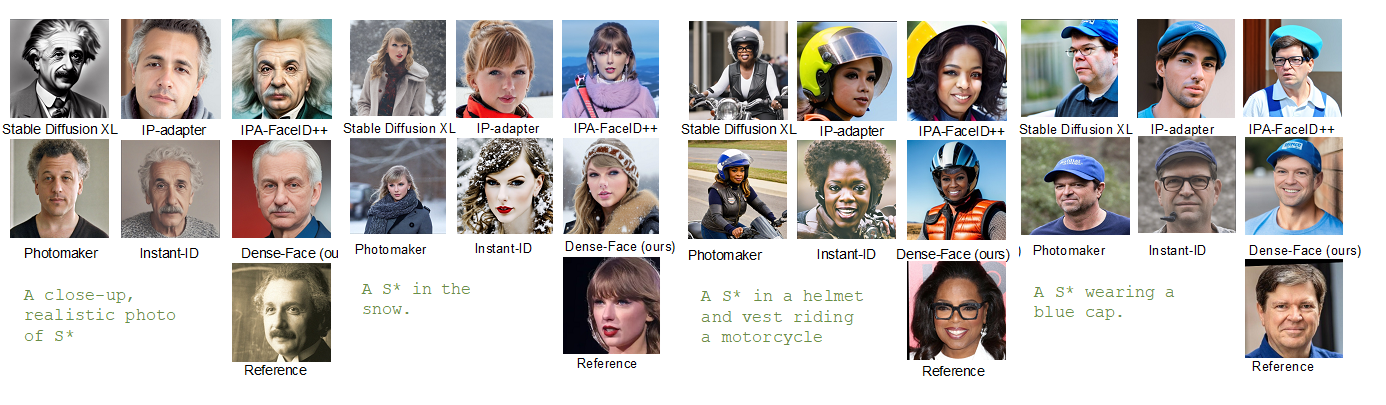 Stable Diffusion XL
IP-adapter
IPA-FaceID++
Photomaker
Instant-ID
Dense-Face (ou
A close-up,
realistic photo
of S*
Reference
Stable Diffusion XL
IP-adapter
IPA-FaceID++
Photomaker
Instant-ID
Dense-Face (ours)
A S* in the
snow.
Reference
Stable Diffusion XL
IP-adapter
IPA-FaceID++
Photomaker
Instant-ID
Dense-Face (ours)
A S* in a helmet
and vest riding
a motorcycle
Reference
Stable Diffusion XL
IP-adapter
IPA-FaceID++
)
Photomaker
Instant-ID
Dense-Face (ours)
A S* wearing a
blue cap.
Reference